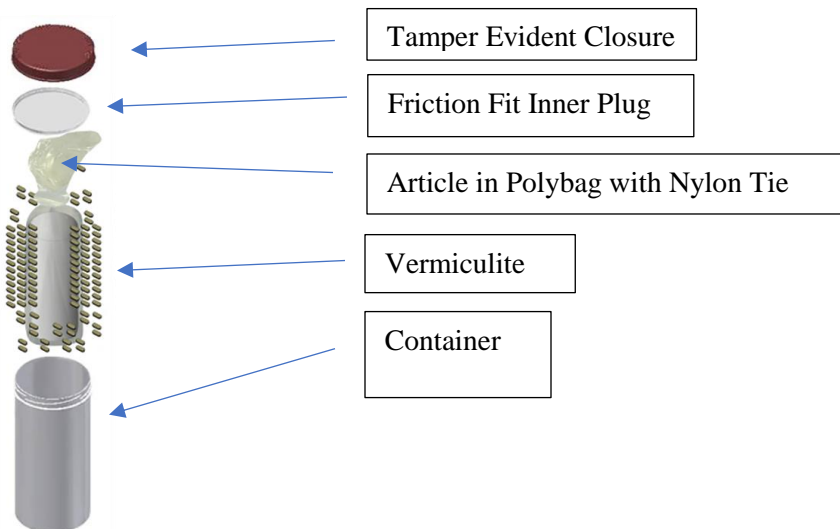 Tamper Evident Closure
Friction Fit Inner Plug
Article in Polybag with Nylon Tie
Vermiculite
Container